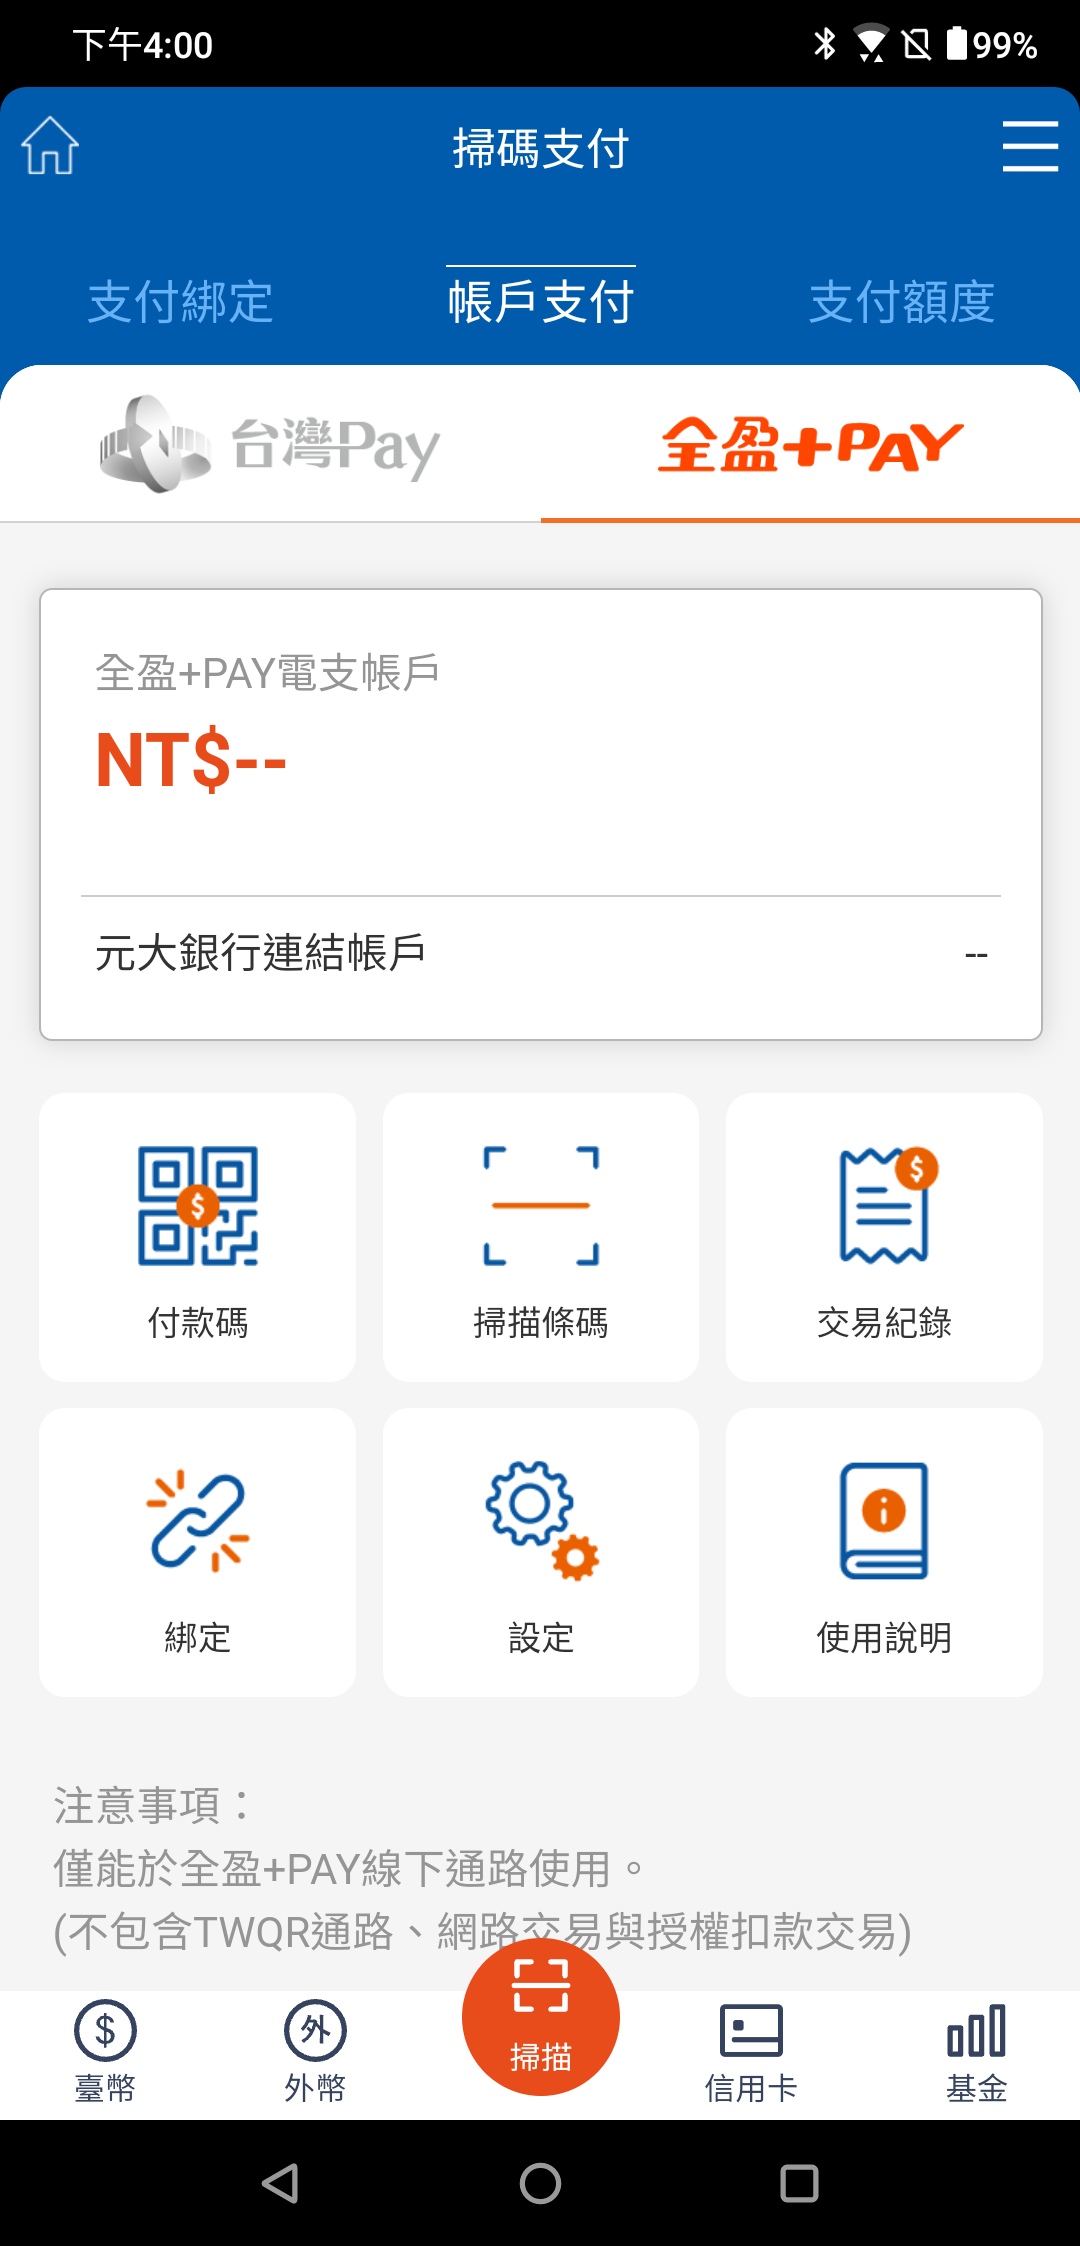 下午4:00
99%
掃碼支付
支付綁定
帳戶支付
支付額度
台灣Pay
全盈+PAY
全盈+PAY電支帳戶
NT$--
元大銀行連結帳戶
--
付款碼
掃描條碼
交易紀錄
綁定
設定
使用說明
注意事項：
僅能於全盈+PAY線下通路使用。
(不包含TWQR通路、網路交易與授權扣款交易)
$
外
臺幣
外幣
掃描
信用卡
基金